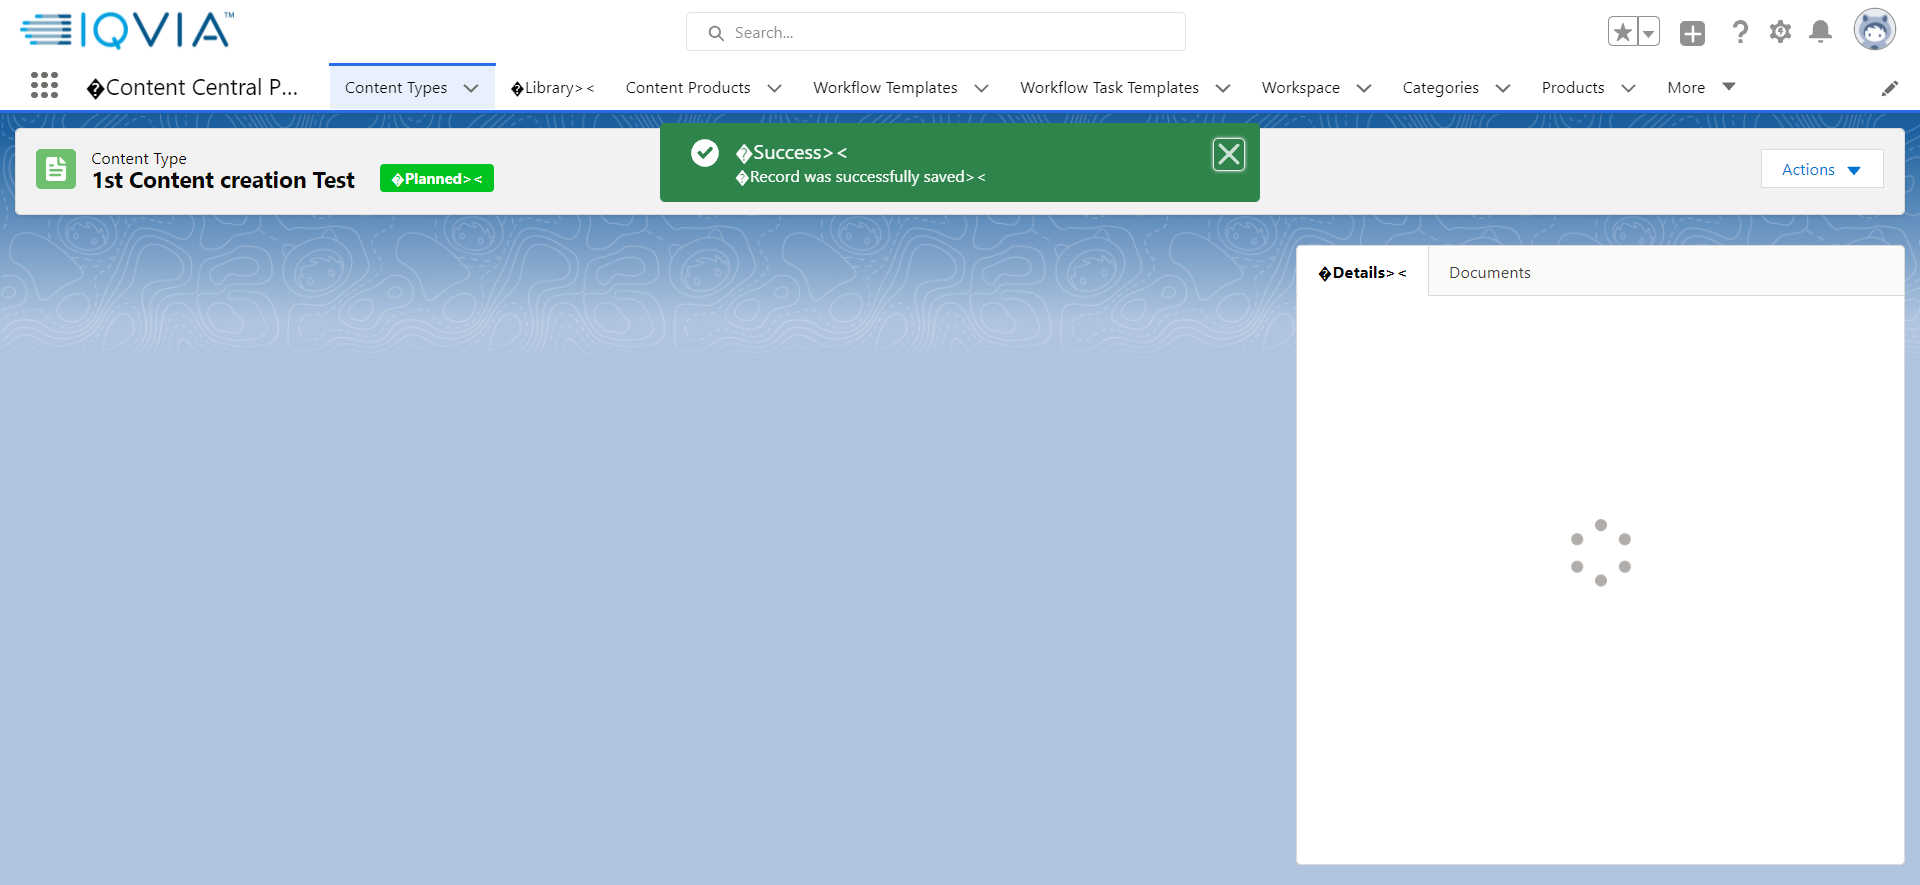 IQVIA™
Search...
�Content Central P...
Content Types
�Library><
Content Products
Workflow Templates
Workflow Task Templates
Workspace
Categories
Products
More
Content Type
1st Content creation Test
�Planned><
�Success><
�Record was successfully saved><
Actions
�Details><
Documents